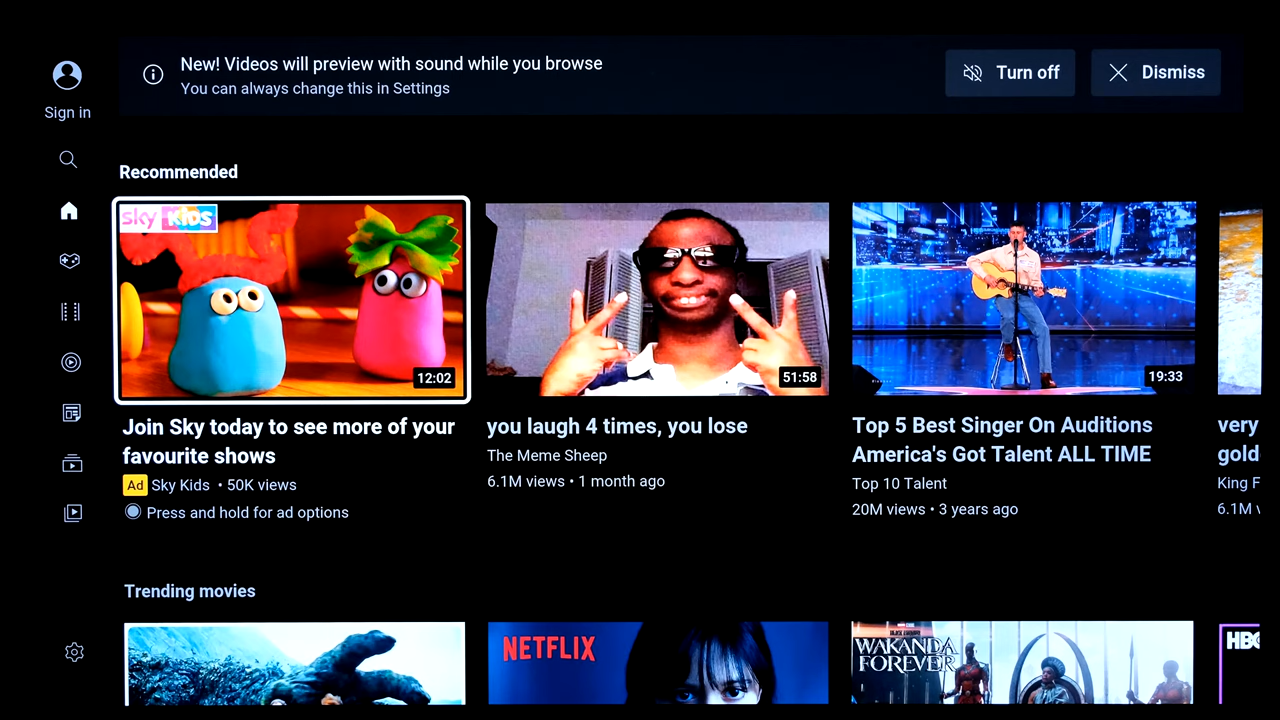 New! Videos will preview with sound while you browse
You can always change this in Settings
Turn off
Dismiss
Sign in
Recommended
sky kids
12:02
51:58
19:33
Join Sky today to see more of your
favourite shows
Ad Sky Kids • 50K views
Press and hold for ad options
you laugh 4 times, you lose
The Meme Sheep
6.1M views • 1 month ago
Top 5 Best Singer On Auditions
America's Got Talent ALL TIME
Top 10 Talent
20M views • 3 years ago
very
gold
King F
6.1M
Trending movies
NETFLIX
BLACK PANTHER
WAKANDA
FOREVER
HBO